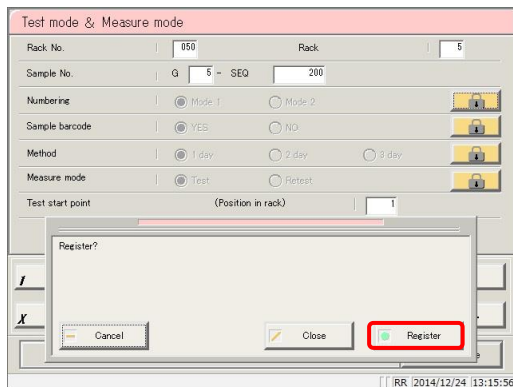 Test mode & Measure mode
Rack No. 050 Rack 5
Sample No. G 5 - SEQ 200
Numbering Mode 1 Mode 2
Sample barcode YES NO
Method 1 day 2 day 3 day
Measure mode Test Retest
Test start point (Position in rack) 1
Register?
Cancel Close Register
RR 2014/12/24 13:15:56